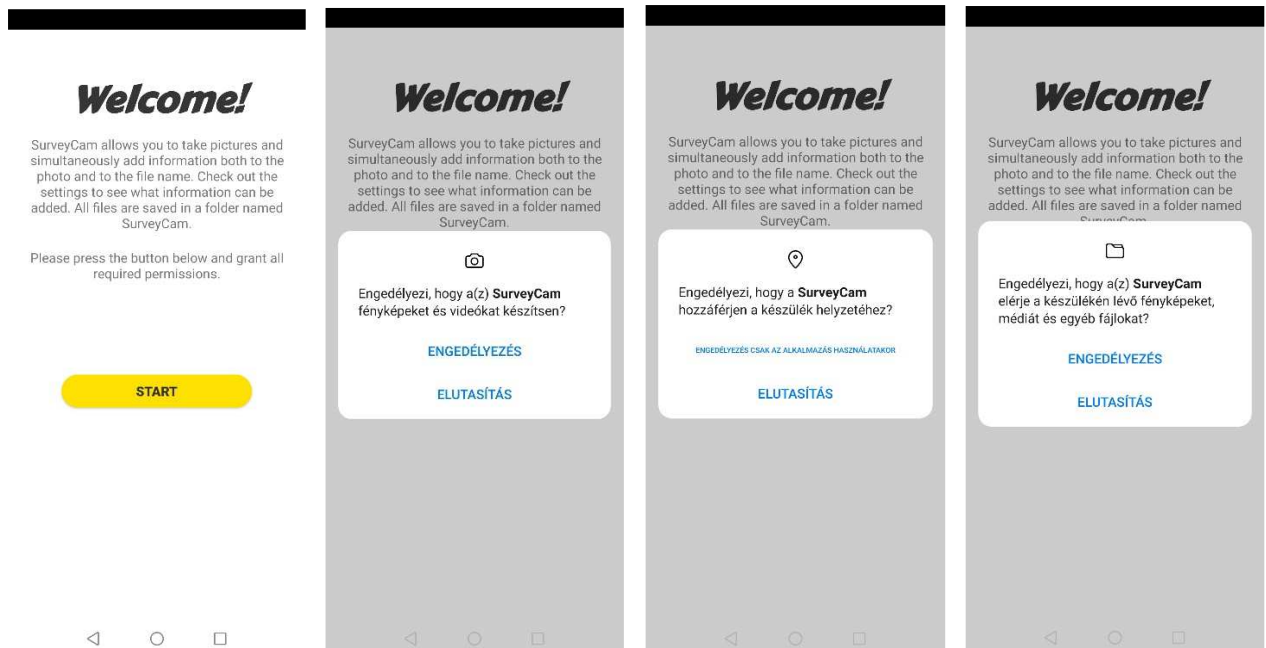 Welcome!
SurveyCam allows you to take pictures and
simultaneously add information both to the
photo and to the file name. Check out the
settings to see what information can be
added. All files are saved in a folder named
SurveyCam.
Please press the button below and grant all
required permissions.
START
Welcome!
SurveyCam allows you to take pictures and
simultaneously add information both to the
photo and to the file name. Check out the
settings to see what information can be
added. All files are saved in a folder named
SurveyCam.
Engedélyezi, hogy a(z) SurveyCam
fényképeket és videókat készítsen?
ENGEDÉLYEZÉS
ELUTASÍTÁS
Welcome!
SurveyCam allows you to take pictures and
simultaneously add information both to the
photo and to the file name. Check out the
settings to see what information can be
added. All files are saved in a folder named
SurveyCam.
Engedélyezi, hogy a SurveyCam
hozzáférjen a készülék helyzetéhez?
ENGEDÉLYEZÉS CSAK AZ ALKALMAZÁS HASZNÁLATAKOR
ELUTASÍTÁS
Welcome!
SurveyCam allows you to take pictures and
simultaneously add information both to the
photo and to the file name. Check out the
settings to see what information can be
added. All files are saved in a folder named
SurveyCam.
Engedélyezi, hogy a(z) SurveyCam
elérje a készülékén lévő fényképeket,
médiát és egyéb fájlokat?
ENGEDÉLYEZÉS
ELUTASÍTÁS